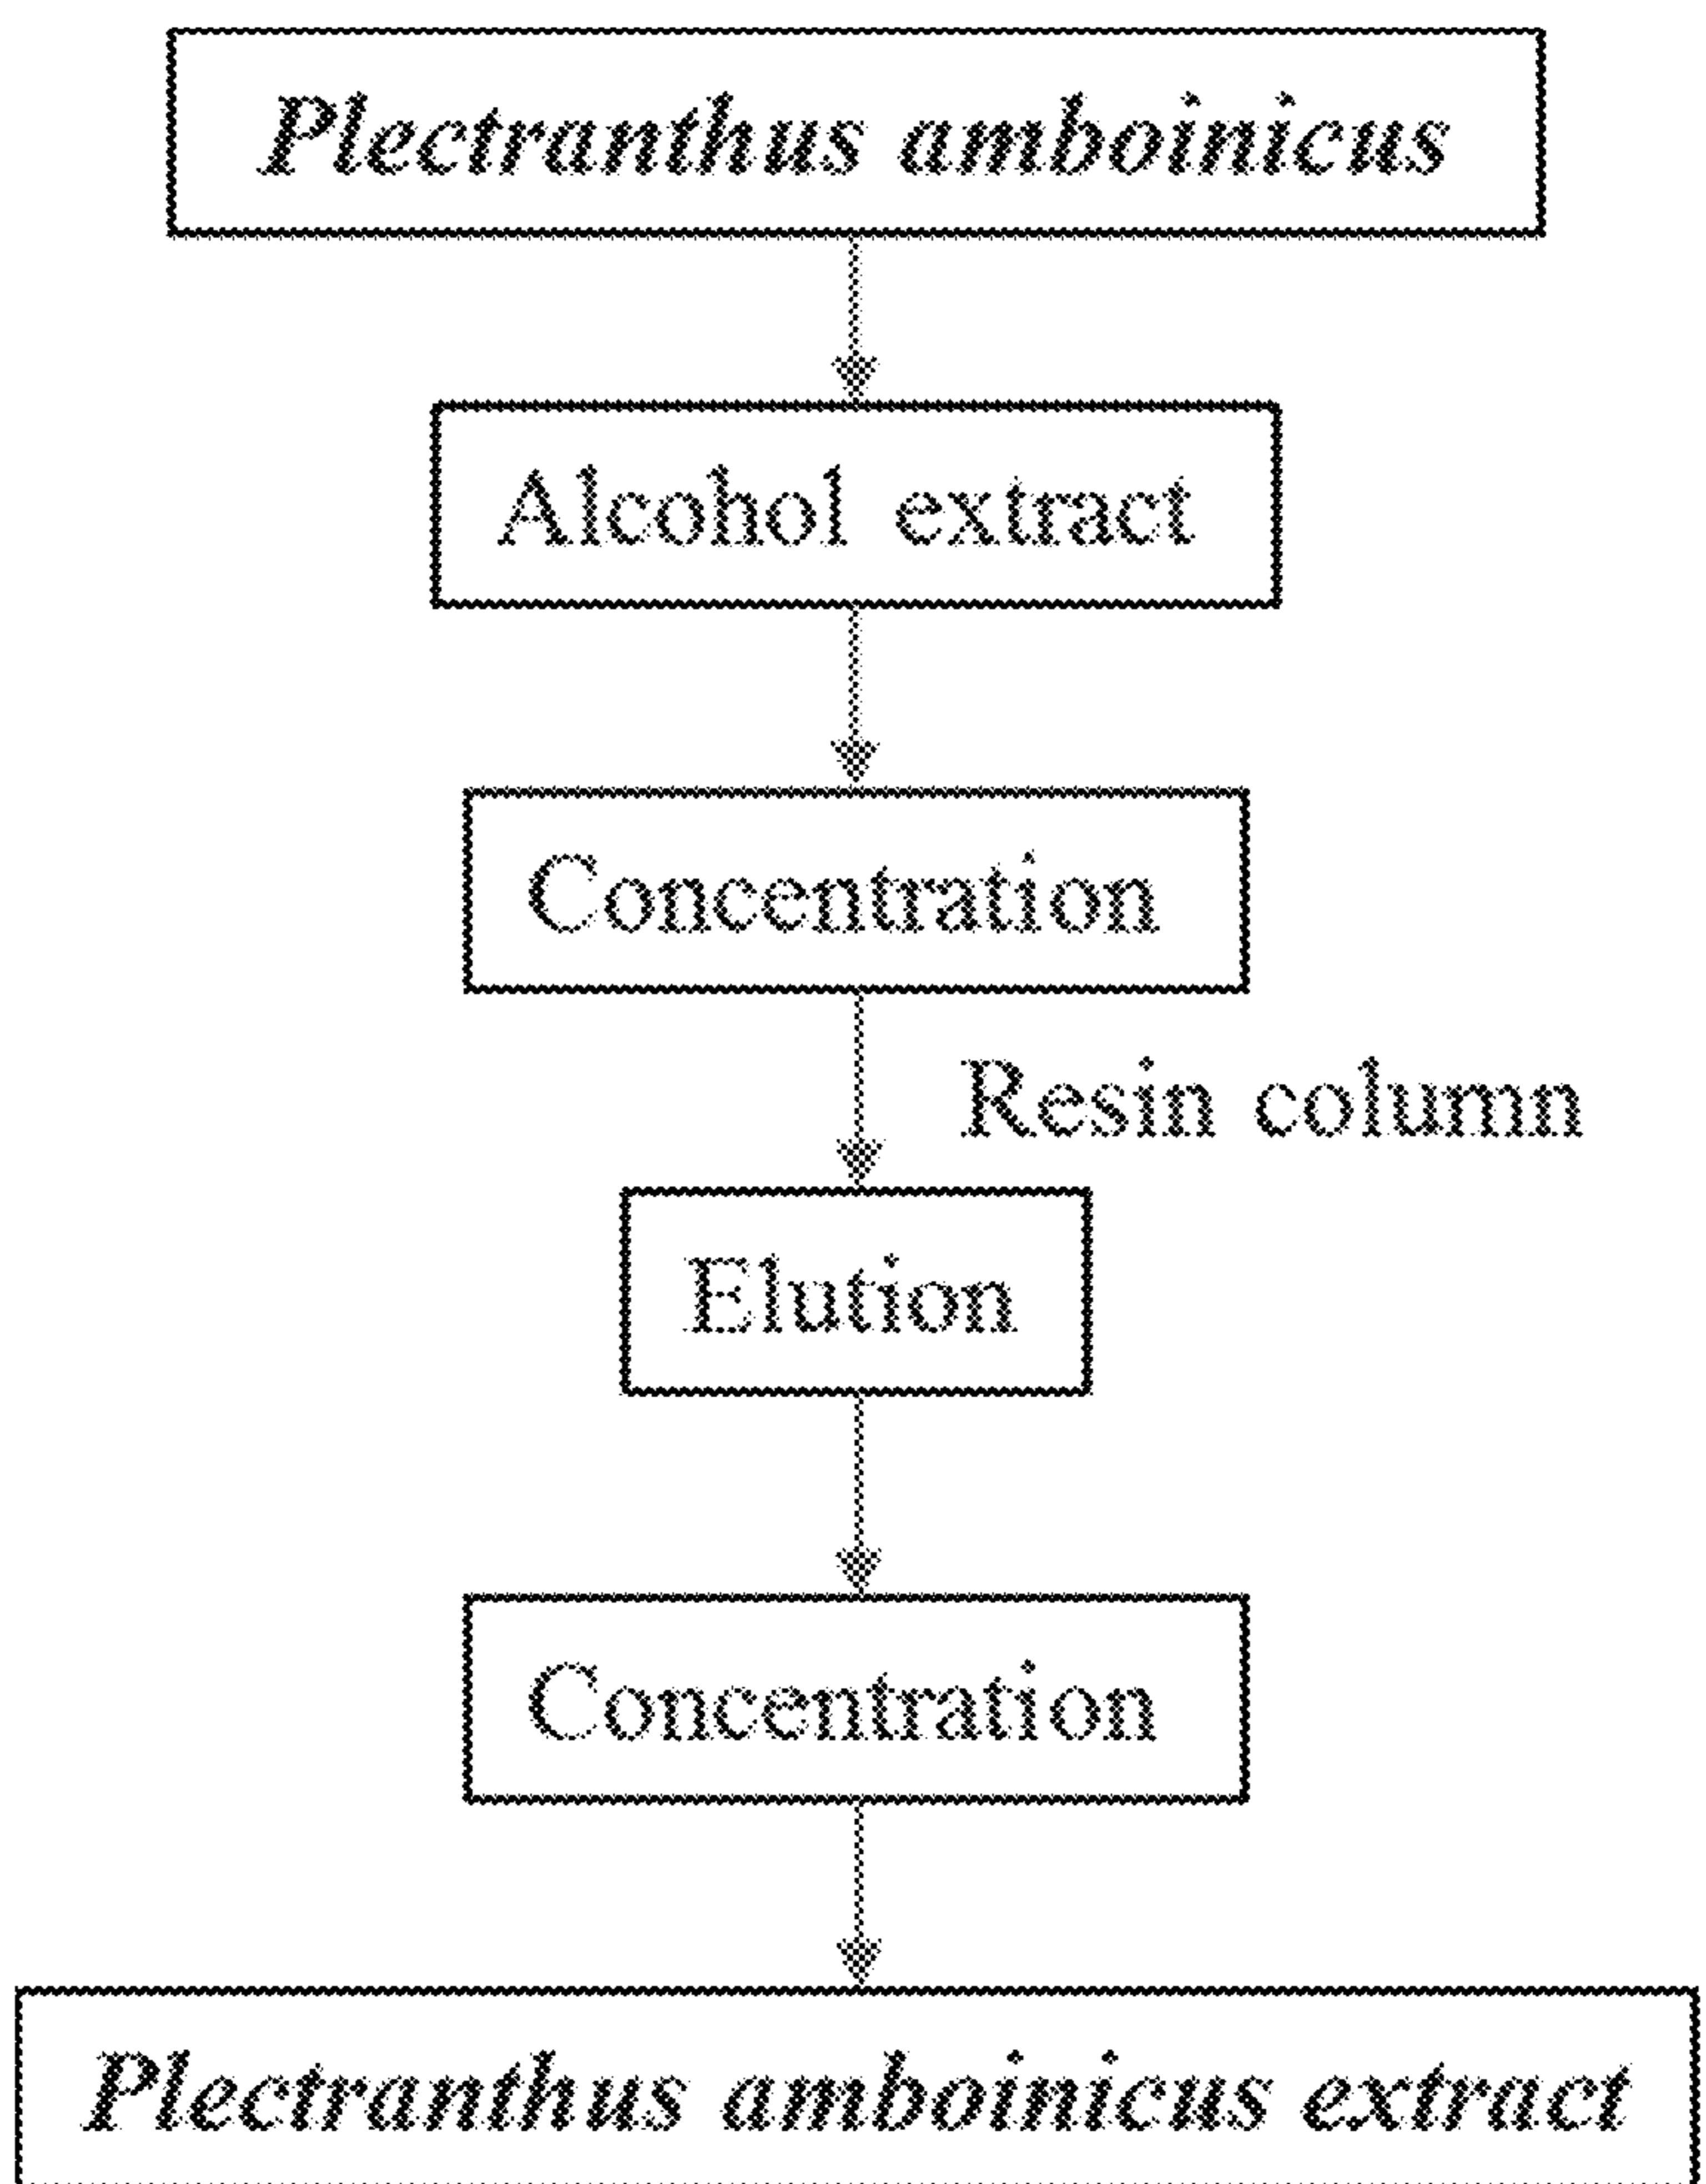 Plectranthus amboinicus
Alcohol extract
Concentration
Resin column
Elution
Concentration
Plectranthus amboinicus extract